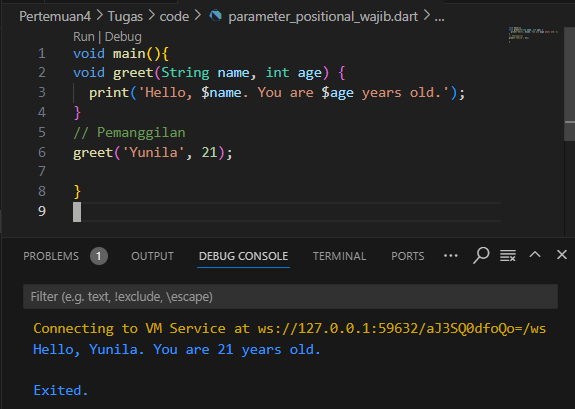 Pertemuan4 > Tugas > code > parameter_positional_wajib.dart > ...
Run | Debug
1 void main(){
2 void greet(String name, int age) {
3   print('Hello, $name. You are $age years old.');
4 }
5 // Pemanggilan
6 greet('Yunila', 21);
7
8 }
9
PROBLEMS 1 OUTPUT DEBUG CONSOLE TERMINAL PORTS ...
Filter (e.g. text, !exclude, \escape)
Connecting to VM Service at ws://127.0.0.1:59632/aJ3SQ0dfoQo=/ws
Hello, Yunila. You are 21 years old.
Exited.